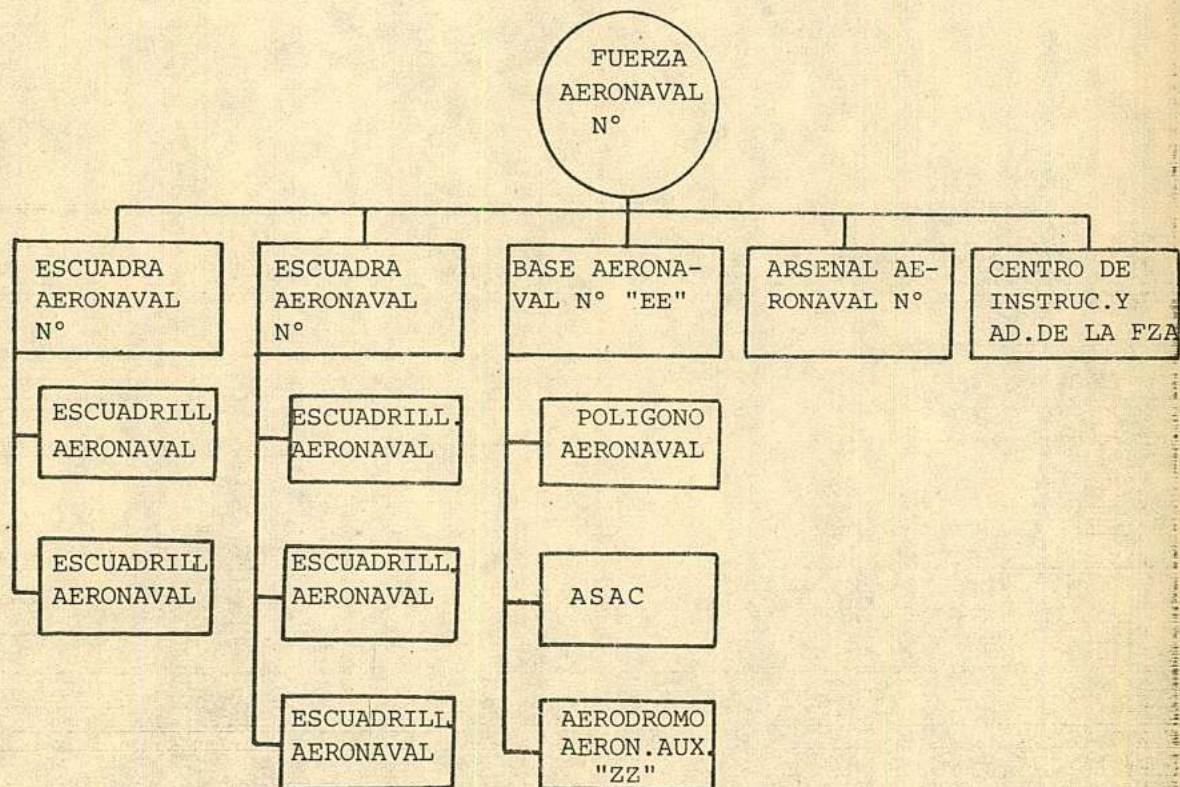 FUERZA
AERONAVAL
N°
ESCUADRA
AERONAVAL
N°
ESCUADRILL
AERONAVAL
ESCUADRILL
AERONAVAL
ESCUADRA
AERONAVAL
N°
ESCUADRILL.
AERONAVAL
ESCUADRILL.
AERONAVAL
ESCUADRILL
AERONAVAL
BASE AERONA-
VAL N° "EE"
POLIGONO
AERONAVAL
ASAC
AERODROMO
AERON.AUX.
"ZZ"
ARSENAL AE-
RONAVAL N°
CENTRO DE
INSTRUC.Y
AD.DE LA FZA